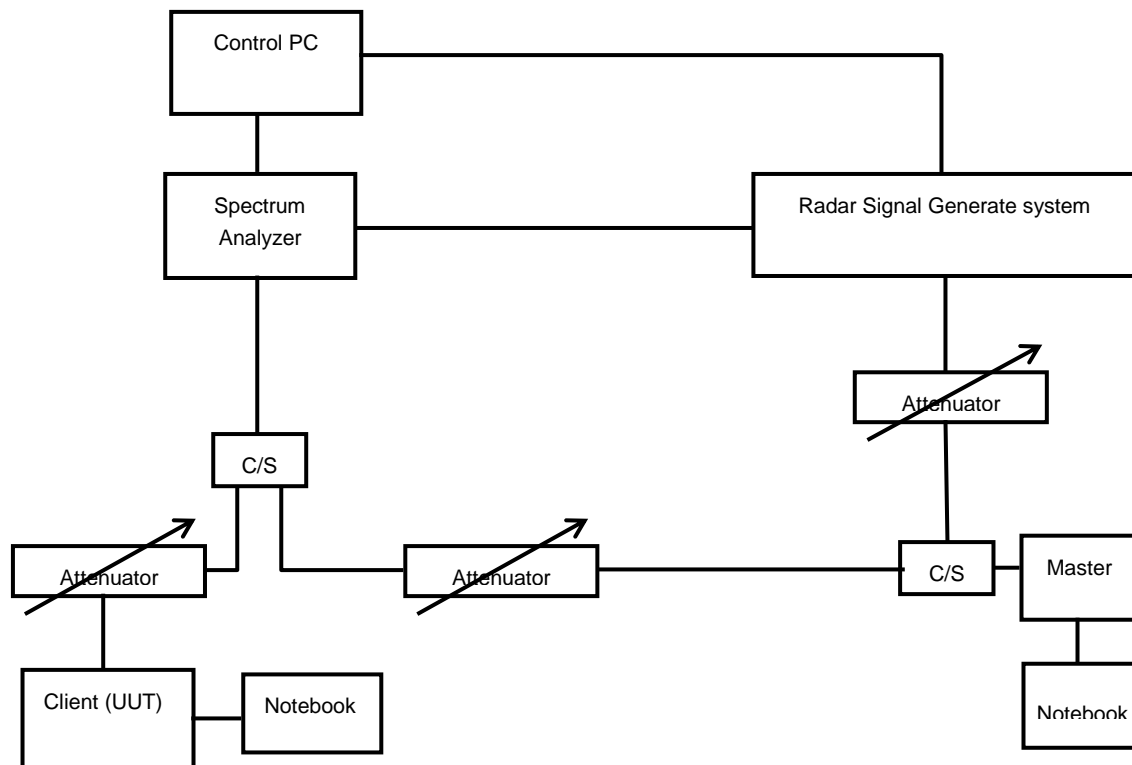 Control PC
Spectrum
Analyzer
Radar Signal Generate system
Attenuator
C/S
Attenuator
Attenuator
C/S
Master
Client (UUT)
Notebook
Notebook